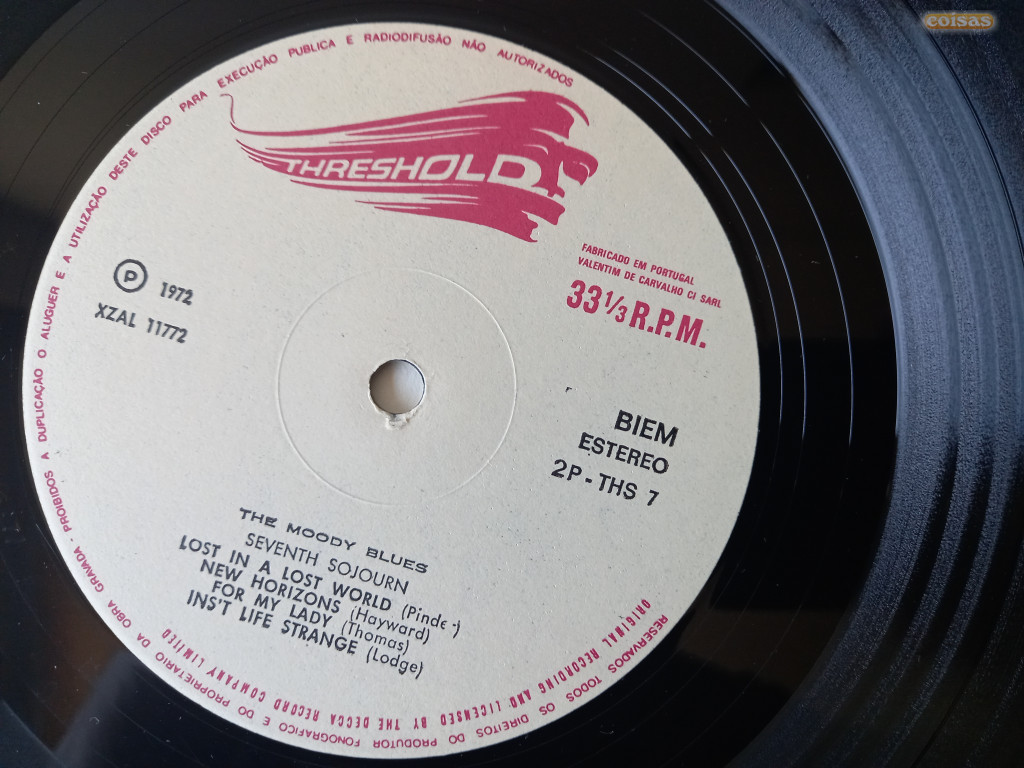 coisas
PROIBIDOS A DUPLICAÇÃO O ALUGUER E A UTILIZAÇÃO DESTE DISCO PARA EXECUÇÃO PUBLICA E RADIODIFUSÃO NÃO AUTORIZADOS
THRESHOLD
FABRICADO EM PORTUGAL
VALENTIM DE CARVALHO CI SARL
33 1/3 R.P.M.
P 1972
XZAL 11772
BIEM
ESTEREO
2P - THS 7
THE MOODY BLUES
SEVENTH SOJOURN
LOST IN A LOST WORLD (Pinder)
NEW HORIZONS (Hayward)
FOR MY LADY (Thomas)
INS'T LIFE STRANGE (Lodge)
ORIGINAL RECORDING AND LICENSED BY THE DECCA RECORD COMPANY LIMITED
RESERVADOS TODOS OS DIREITOS DO PRODUTOR FONOGRAFICO E DO PROPRIETARIO DA OBRA GRAVADA -